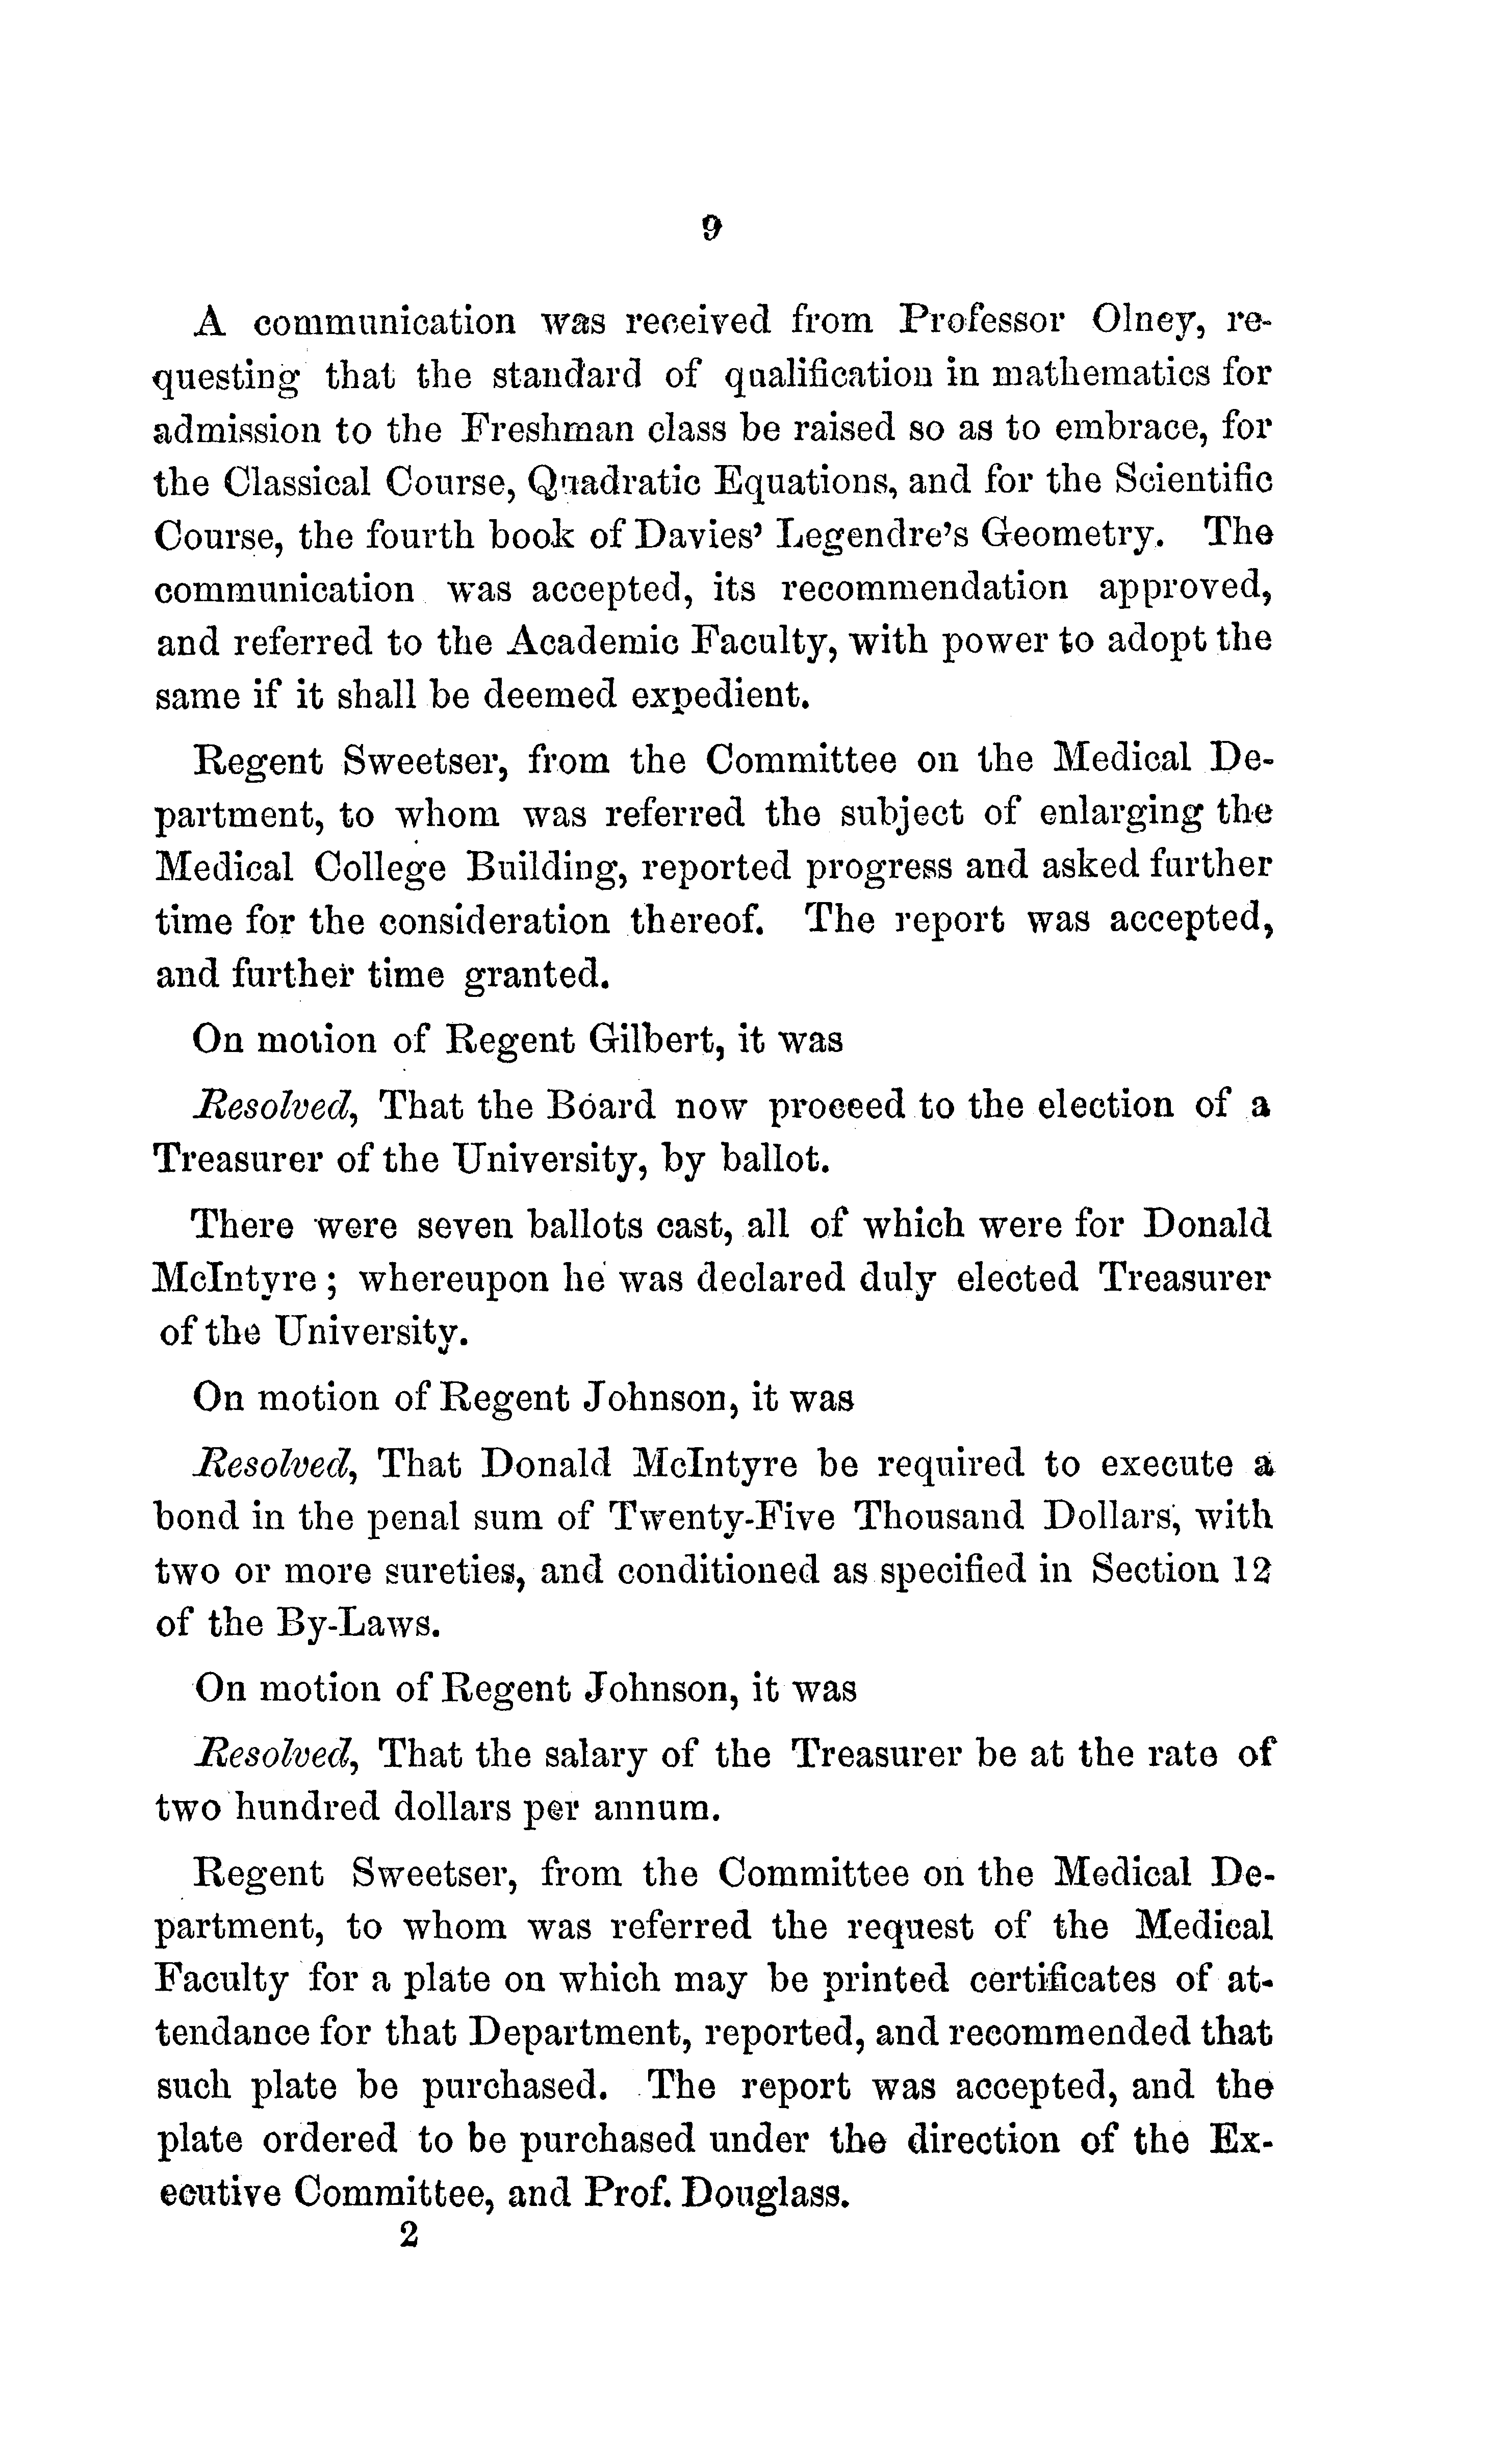 9
A communication was received from Professor Olney, re-
questing that the standard of qualification in mathematics for
admission to the Freshman class be raised so as to embrace, for
the Classical Course, Quadratic Equations, and for the Scientific
Course, the fourth book of Davies' Legendre's Geometry. The
communication was accepted, its recommendation approved,
and referred to the Academic Faculty, with power to adopt the
same if it shall be deemed expedient.
Regent Sweetser, from the Committee on the Medical De-
partment, to whom was referred the subject of enlarging the
Medical College Building, reported progress and asked further
time for the consideration thereof. The report was accepted,
and further time granted.
On motion of Regent Gilbert, it was
Resolved, That the Board now proceed to the election of a
Treasurer of the University, by ballot.
There were seven ballots cast, all of which were for Donald
McIntyre; whereupon he was declared duly elected Treasurer
of the University.
On motion of Regent Johnson, it was
Resolved, That Donald McIntyre be required to execute a
bond in the penal sum of Twenty-Five Thousand Dollars, with
two or more sureties, and conditioned as specified in Section 12
of the By-Laws.
On motion of Regent Johnson, it was
Resolved, That the salary of the Treasurer be at the rate of
two hundred dollars per annum.
Regent Sweetser, from the Committee on the Medical De-
partment, to whom was referred the request of the Medical
Faculty for a plate on which may be printed certificates of at-
tendance for that Department, reported, and recommended that
such plate be purchased. The report was accepted, and the
plate ordered to be purchased under the direction of the Ex-
ecutive Committee, and Prof. Douglass.
2